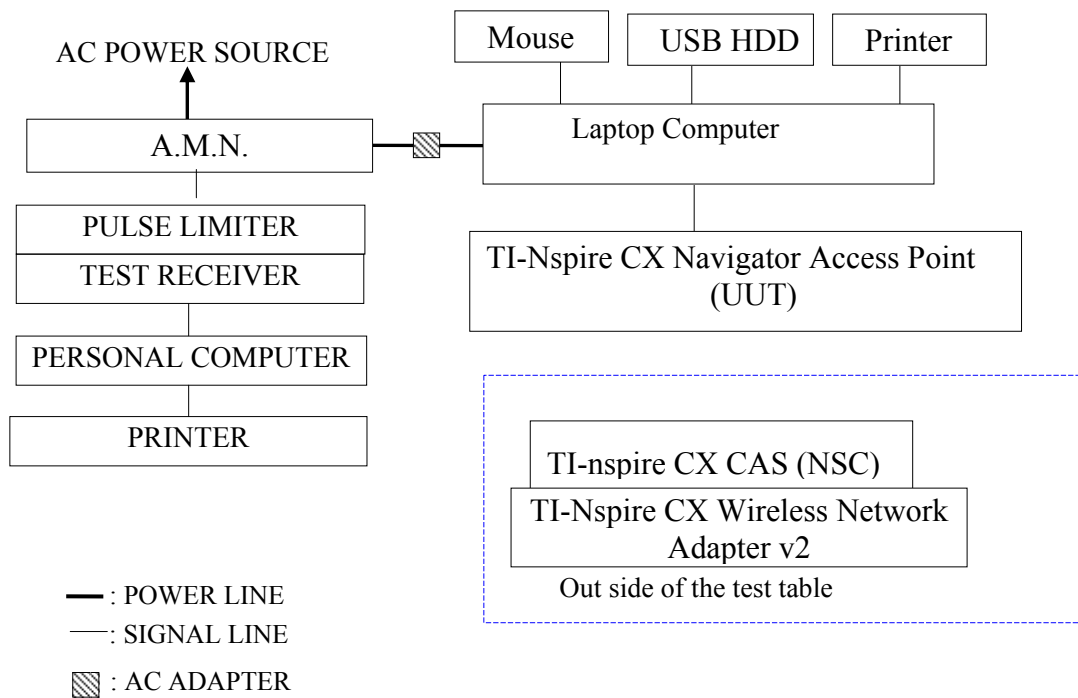 AC POWER SOURCE
A.M.N.
PULSE LIMITER
TEST RECEIVER
PERSONAL COMPUTER
PRINTER
Mouse
USB HDD
Printer
Laptop Computer
TI-Nspire CX Navigator Access Point
(UUT)
TI-nspire CX CAS (NSC)
TI-Nspire CX Wireless Network
Adapter v2
Out side of the test table
: POWER LINE
: SIGNAL LINE
: AC ADAPTER